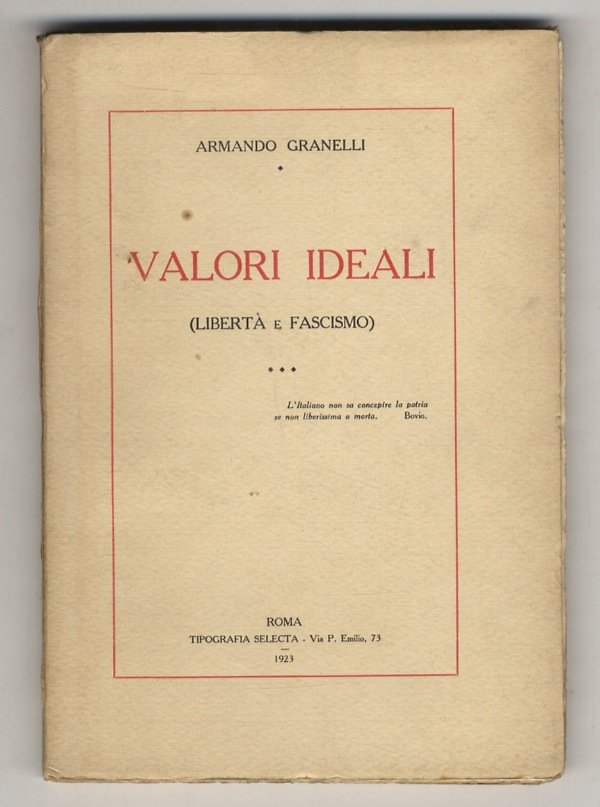 ARMANDO GRANELLI
VALORI IDEALI
(LIBERTÀ E FASCISMO)
L'Italiano non sa concepire la patria
se non liberissima o morta. Bovio.
ROMA
TIPOGRAFIA SELECTA - Via P. Emilio, 73
1923